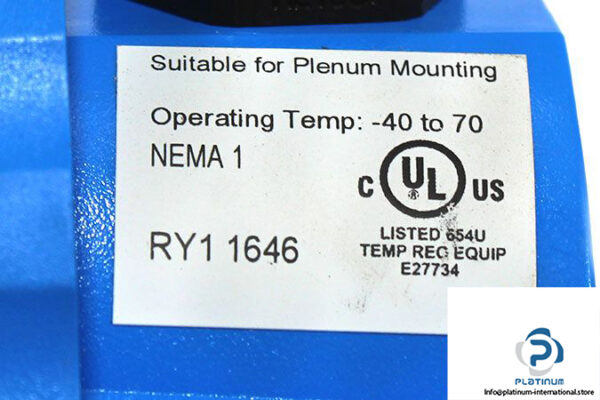 Suitable for Plenum Mounting
Operating Temp: -40 to 70
NEMA 1
C UL US
LISTED 654U
TEMP REG EQUIP
E27734
RY1 1646
PLATINUM
Info@platinum-international.store